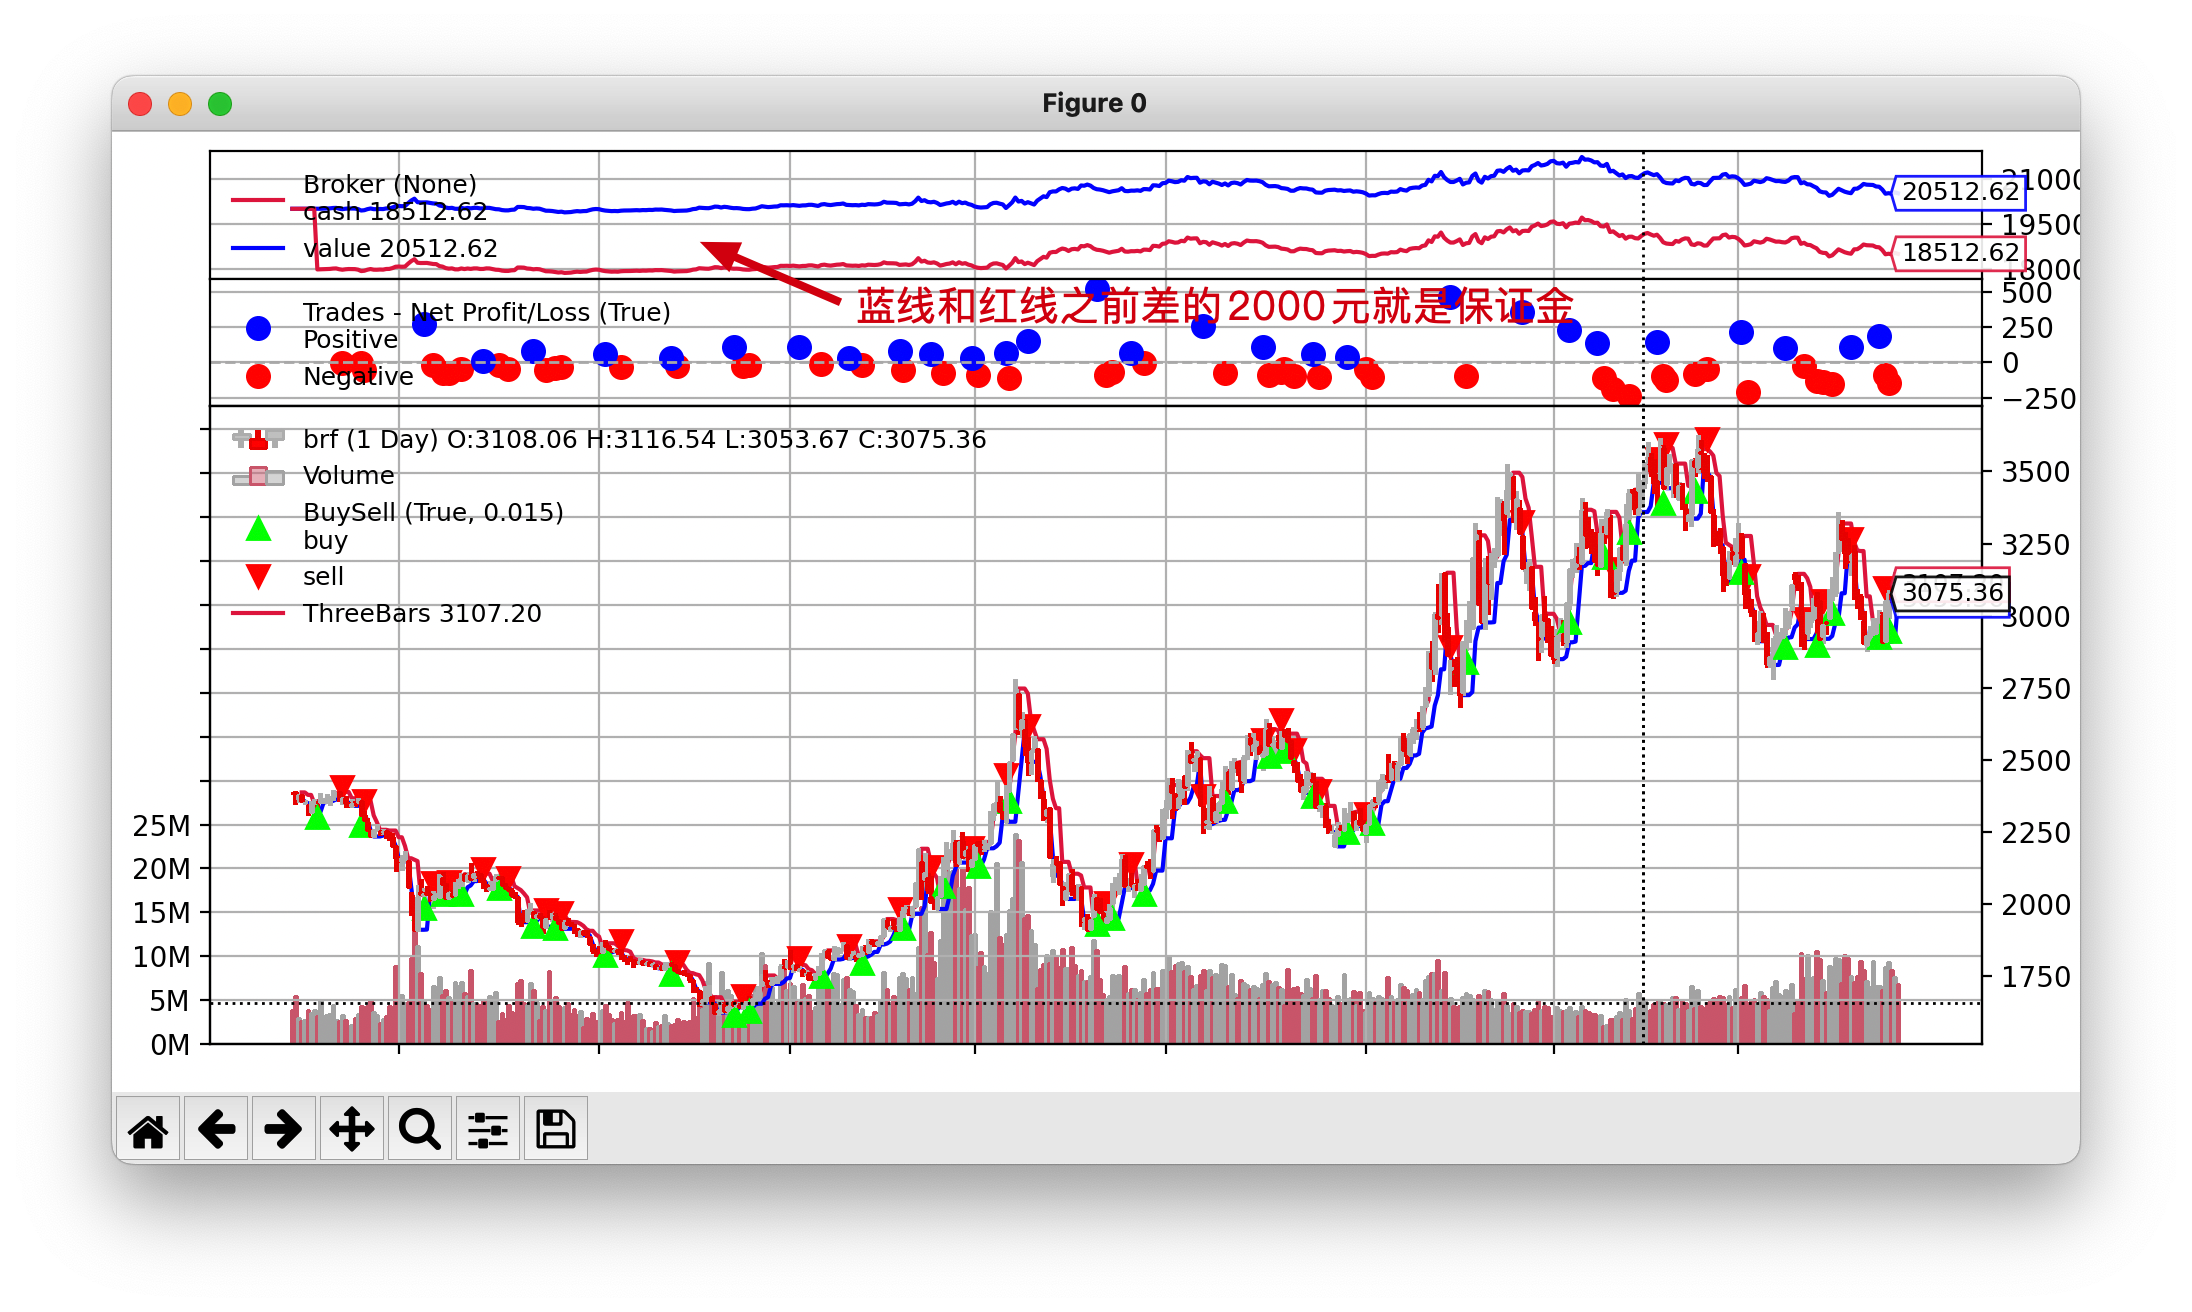 Figure 0
Broker (None)
cash 18512.62
value 20512.62
21000
20512.62
19500
18512.62
18000
蓝线和红线之前差的2000元就是保证金
Trades - Net Profit/Loss (True)
Positive
Negative
500
250
0
−250
brf (1 Day) O:3108.06 H:3116.54 L:3053.67 C:3075.36
Volume
BuySell (True, 0.015)
buy
sell
ThreeBars 3107.20
3500
3250
3075.36
3000
2750
2500
2250
2000
1750
25M
20M
15M
10M
5M
0M